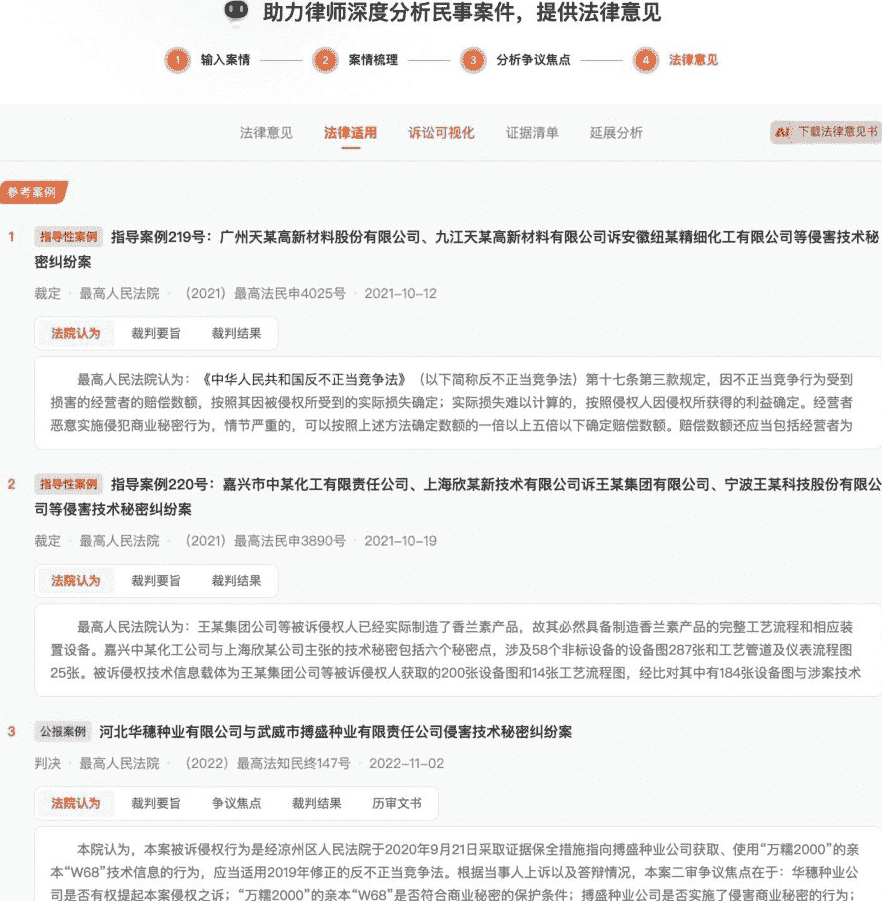 助力律师深度分析民事案件，提供法律意见
1 输入案情 2 案情梳理 3 分析争议焦点 4 法律意见
法律意见 法律适用 诉讼可视化 证据清单 延展分析 AI 下载法律意见书
参考案例
1 指导性案例 指导案例219号：广州天某高新材料股份有限公司、九江天某高新材料有限公司诉安徽纽某精细化工有限公司等侵害技术秘
密纠纷案
裁定 · 最高人民法院 · （2021）最高法民申4025号 · 2021-10-12
法院认为 裁判要旨 裁判结果
最高人民法院认为：《中华人民共和国反不正当竞争法》（以下简称反不正当竞争法）第十七条第三款规定，因不正当竞争行为受到
损害的经营者的赔偿数额，按照其因被侵权所受到的实际损失确定；实际损失难以计算的，按照侵权人因侵权所获得的利益确定。经营者
恶意实施侵犯商业秘密行为，情节严重的，可以按照上述方法确定数额的一倍以上五倍以下确定赔偿数额。赔偿数额还应当包括经营者为
2 指导性案例 指导案例220号：嘉兴市中某化工有限责任公司、上海欣某新技术有限公司诉王某集团有限公司、宁波王某科技股份有限公
司等侵害技术秘密纠纷案
裁定 · 最高人民法院 · （2021）最高法民申3890号 · 2021-10-19
法院认为 裁判要旨 裁判结果
最高人民法院认为：王某集团公司等被诉侵权人已经实际制造了香兰素产品，故其必然具备制造香兰素产品的完整工艺流程和相应装
置设备。嘉兴中某化工公司与上海欣某公司主张的技术秘密包括六个秘密点，涉及58个非标设备的设备图287张和工艺管道及仪表流程图
25张。被诉侵权技术信息载体为王某集团公司等被诉侵权人获取的200张设备图和14张工艺流程图，经比对其中有184张设备图与涉案技术
3 公报案例 河北华穗种业有限公司与武威市搏盛种业有限责任公司侵害技术秘密纠纷案
判决 · 最高人民法院 · （2022）最高法知民终147号 · 2022-11-02
法院认为 裁判要旨 争议焦点 裁判结果 历审文书
本院认为，本案被诉侵权行为是经凉州区人民法院于2020年9月21日采取证据保全措施指向搏盛种业公司获取、使用“万糯2000”的亲
本“W68”技术信息的行为，应当适用2019年修正的反不正当竞争法。根据当事人上诉以及答辩情况，本案二审争议焦点在于：华穗种业公
司是否有权提起本案侵权之诉；“万糯2000”的亲本“W68”是否符合商业秘密的保护条件；搏盛种业公司是否实施了侵害商业秘密的行为；